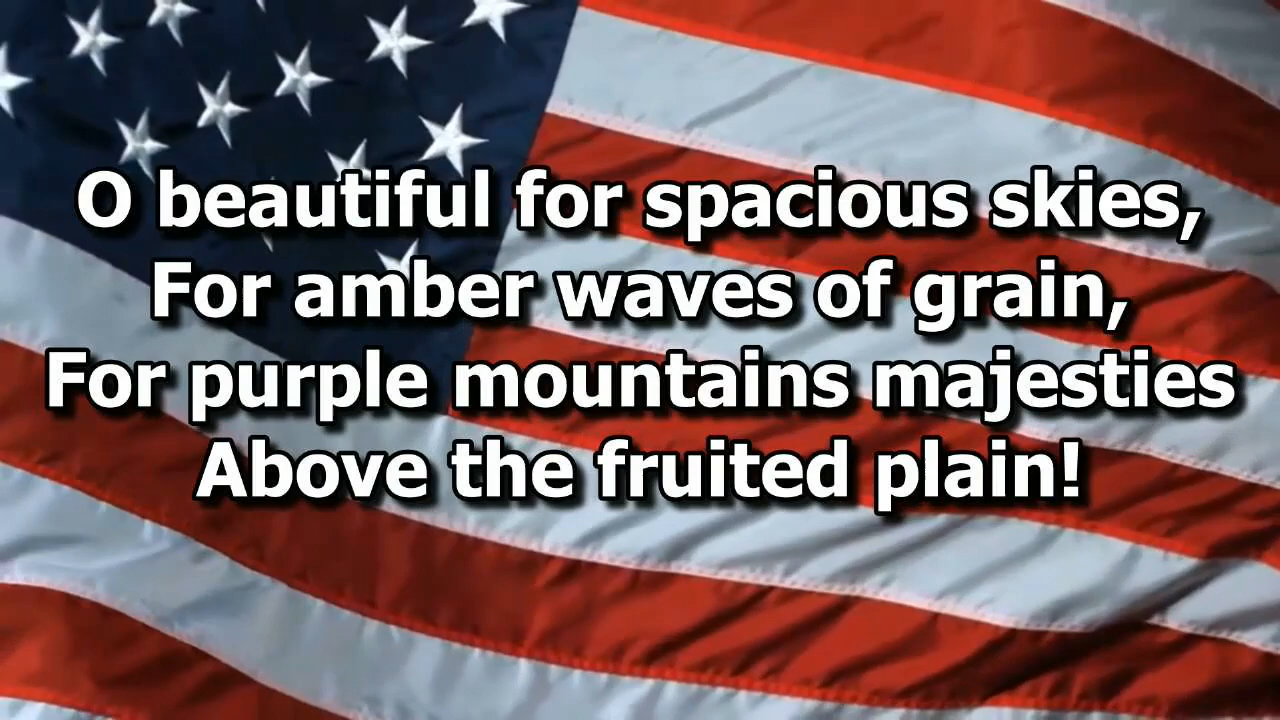 O beautiful for spacious skies,
For amber waves of grain,
For purple mountains majesties
Above the fruited plain!